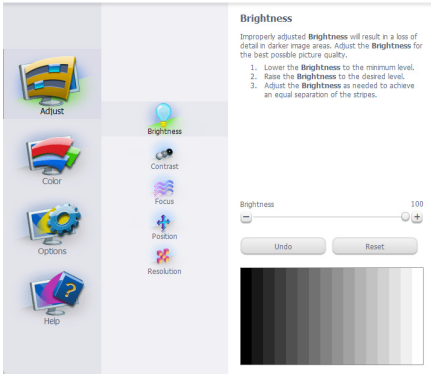 Adjust
Color
Options
Help
Brightness
Contrast
Focus
Position
Resolution
Brightness
Improperly adjusted Brightness will result in a loss of
detail in darker image areas. Adjust the Brightness for
the best possible picture quality.
1. Lower the Brightness to the minimum level.
2. Raise the Brightness to the desired level.
3. Adjust the Brightness as needed to achieve
an equal separation of the stripes.
Brightness 100
Undo Reset